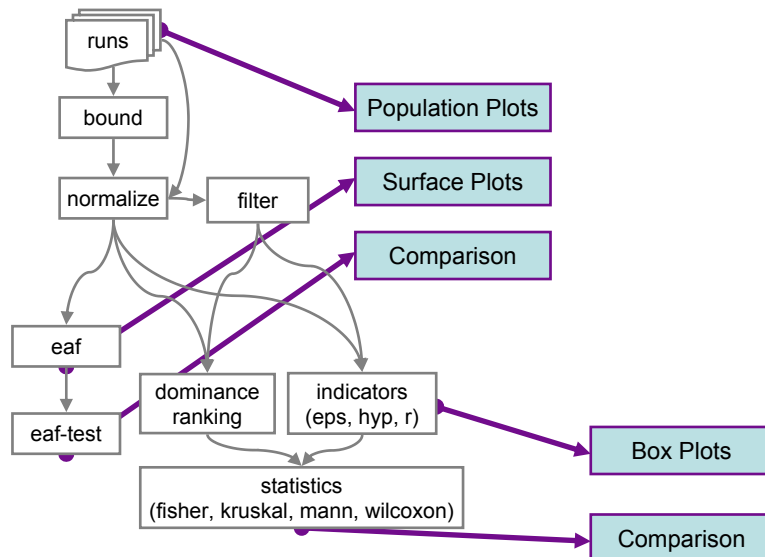 runs
Population Plots
bound
Surface Plots
normalize
filter
Comparison
eaf
dominance
ranking
indicators
(eps, hyp, r)
eaf-test
Box Plots
statistics
(fisher, kruskal, mann, wilcoxon)
Comparison